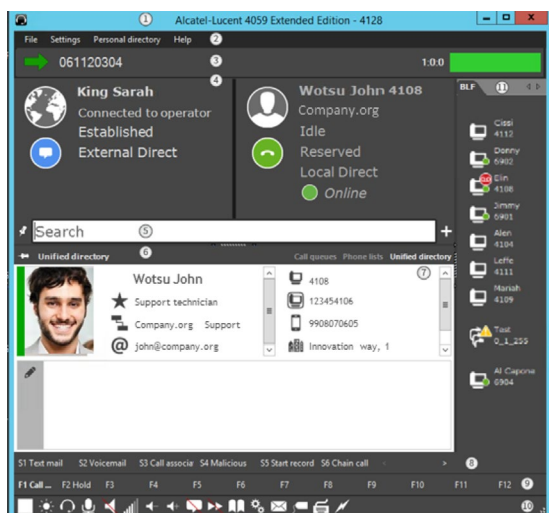 ① Alcatel-Lucent 4059 Extended Edition - 4128
File Settings Personal directory Help ②
061120304 ③ 1:0:0
④
King Sarah
Connected to operator
Established
External Direct
Wotsu John 4108
Company.org
Idle
Reserved
Local Direct
Online
BLF ⑪
Cissi
4112
Donny
6902
Elin
4108
Jimmy
6901
Alen
4104
Leffe
4111
Mariah
4109
Test
0_1_255
Al Capone
6904
Search ⑤
Unified directory ⑥ Call queues Phone lists Unified directory
⑦
Wotsu John
Support technician
Company.org Support
john@company.org
4108
123454106
9908070605
Innovation way, 1
S1 Text mail S2 Voicemail S3 Call associa S4 Malicious S5 Start record S6 Chain call ⑧
F1 Call ... F2 Hold F3 F4 F5 F6 F7 F8 F9 F10 F11 F12 ⑨
⑩